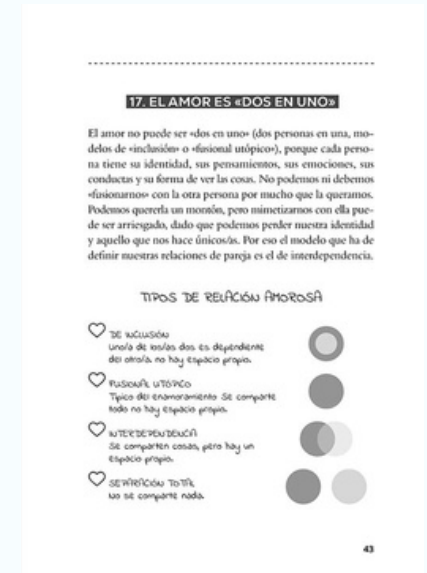 17. EL AMOR ES «DOS EN UNO»
El amor no puede ser «dos en uno» (dos personas en una, mo-
delos de «inclusión» o «fusional utópico»), porque cada perso-
na tiene su identidad, sus pensamientos, sus emociones, sus
conductas y su forma de ver las cosas. No podemos ni debemos
«fusionarnos» con la otra persona por mucho que la queramos.
Podemos quererla un montón, pero mimetizarnos con ella pue-
de ser arriesgado, dado que podemos perder nuestra identidad
y aquello que nos hace únicos/as. Por eso el modelo que ha de
definir nuestras relaciones de pareja es el de interdependencia.
TIPOS DE RELACIÓN AMOROSA
DE INCLUSIÓN
Uno/a de los/as dos es dependiente
del otro/a. no hay espacio propio.
FUSIONAL UTÓPICO
Típico del enamoramiento. Se comparte
todo no hay espacio propio.
INTERDEPENDENCIA
Se comparten cosas, pero hay un
espacio propio.
SEPARACIÓN TOTAL
No se comparte nada.
43